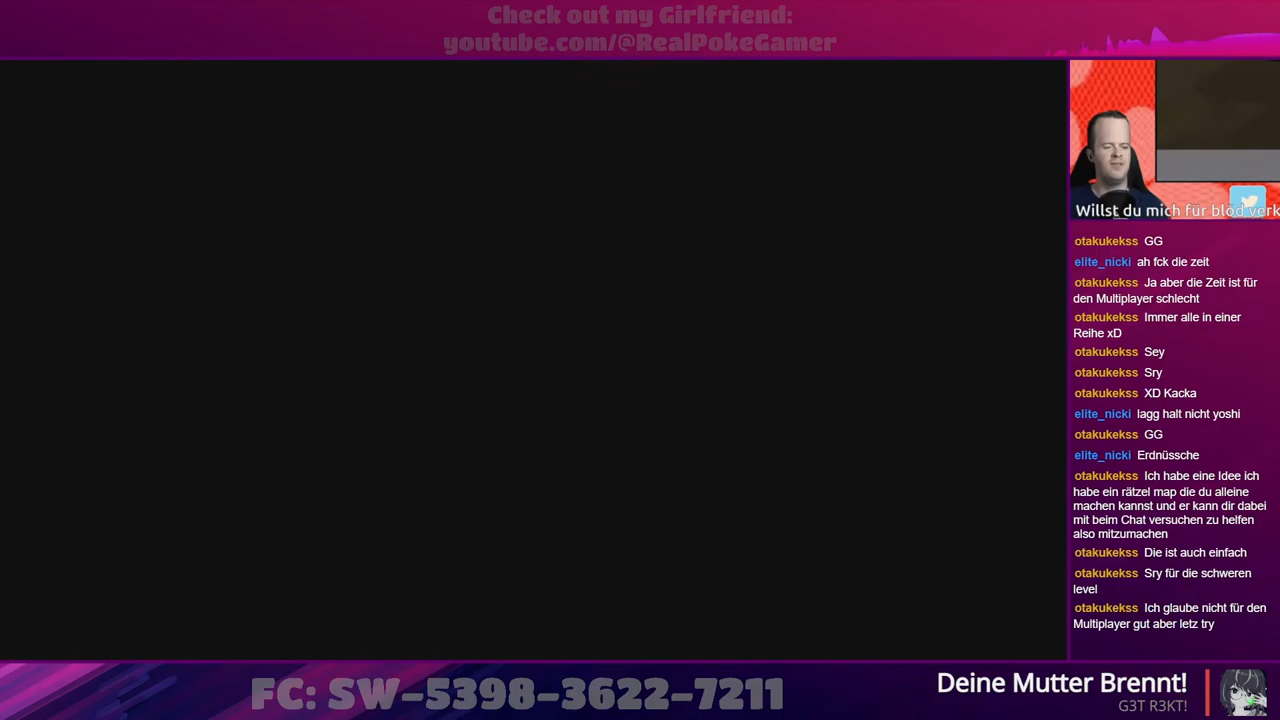 Check out my Girlfriend:
youtube.com/@RealPokeGamer
Willst du mich für blöd verk
otakukekss GG
elite_nicki ah fck die zeit
otakukekss Ja aber die Zeit ist für
den Multiplayer schlecht
otakukekss Immer alle in einer
Reihe xD
otakukekss Sey
otakukekss Sry
otakukekss XD Kacka
elite_nicki lagg halt nicht yoshi
otakukekss GG
elite_nicki Erdnüssche
otakukekss Ich habe eine Idee ich
habe ein rätzel map die du alleine
machen kannst und er kann dir dabei
mit beim Chat versuchen zu helfen
also mitzumachen
otakukekss Die ist auch einfach
otakukekss Sry für die schweren
level
otakukekss Ich glaube nicht für den
Multiplayer gut aber letz try
FC: SW-5398-3622-7211
Deine Mutter Brennt!
G3T R3KT!